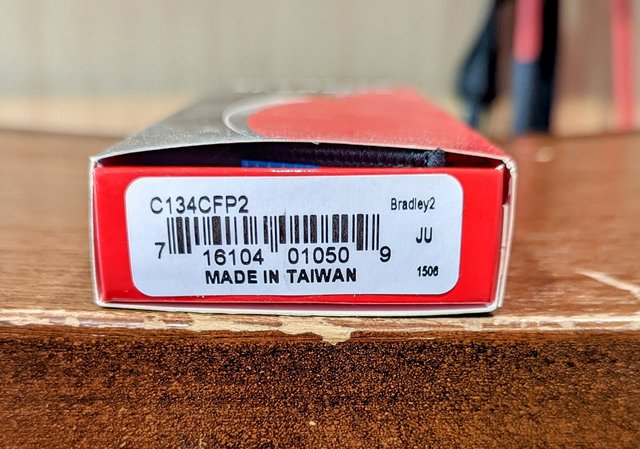 C134CFP2
Bradley2
7 16104 01050 9
JU
MADE IN TAIWAN
1506